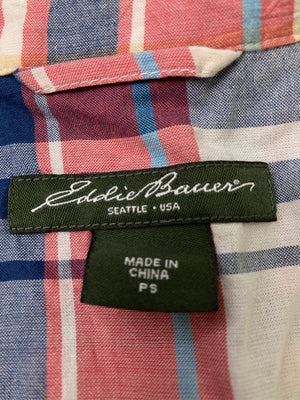 Eddie Bauer
SEATTLE • USA
MADE IN
CHINA
PS